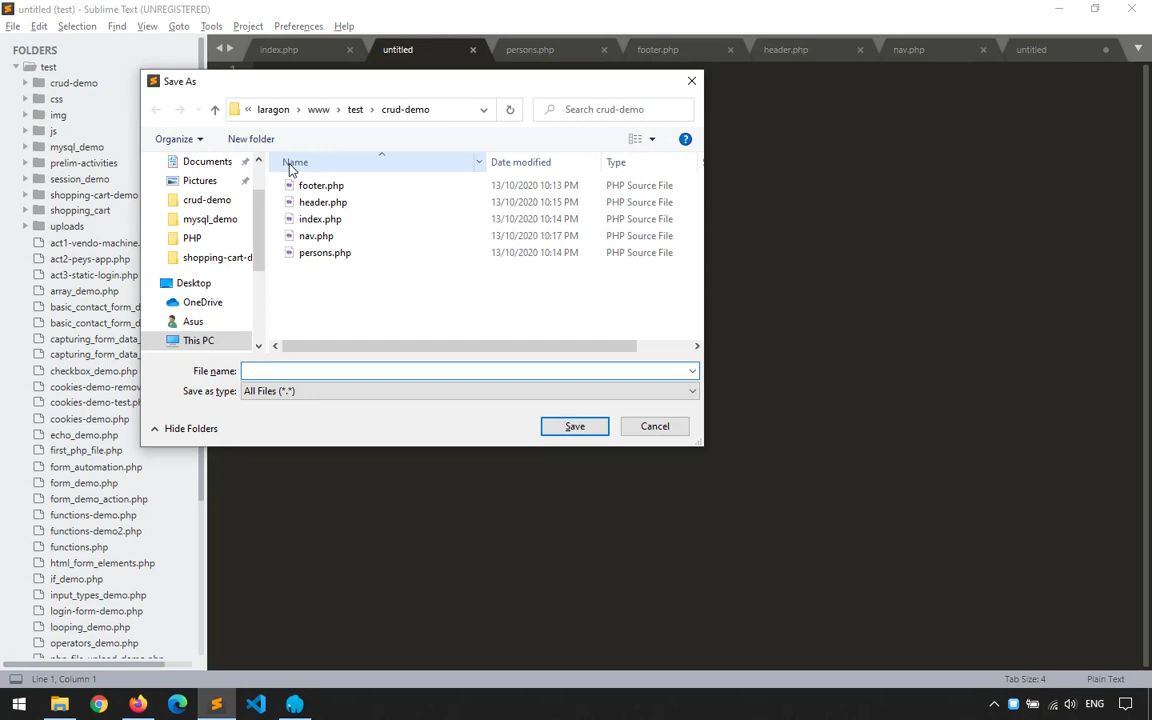 untitled (test) - Sublime Text (UNREGISTERED)
File Edit Selection Find View Goto Tools Project Preferences Help
FOLDERS
test
crud-demo
css
img
js
mysql_demo
prelim-activities
session_demo
shopping-cart-demo
shopping_cart
uploads
act1-vendo-machine.
act2-peys-app.php
act3-static-login.php
array_demo.php
basic_contact_form_d
basic_contact_form_d
capturing_form_data_
capturing_form_data_
checkbox_demo.php
cookies-demo-remov
cookies-demo-test.ph
cookies-demo.php
echo_demo.php
first_php_file.php
form_automation.php
form_demo.php
form_demo_action.php
functions-demo.php
functions-demo2.php
functions.php
html_form_elements.php
if_demo.php
input_types_demo.php
login-form-demo.php
looping_demo.php
operators_demo.php
index.php untitled persons.php footer.php header.php nav.php untitled
Save As
« laragon › www › test › crud-demo
Search crud-demo
Organize New folder
Documents
Pictures
crud-demo
mysql_demo
PHP
shopping-cart-d
Desktop
OneDrive
Asus
This PC
Name Date modified Type
footer.php 13/10/2020 10:13 PM PHP Source File
header.php 13/10/2020 10:15 PM PHP Source File
index.php 13/10/2020 10:14 PM PHP Source File
nav.php 13/10/2020 10:17 PM PHP Source File
persons.php 13/10/2020 10:14 PM PHP Source File
File name:
Save as type: All Files (*.*)
Hide Folders
Save
Cancel
Line 1, Column 1
Tab Size: 4
Plain Text
ENG